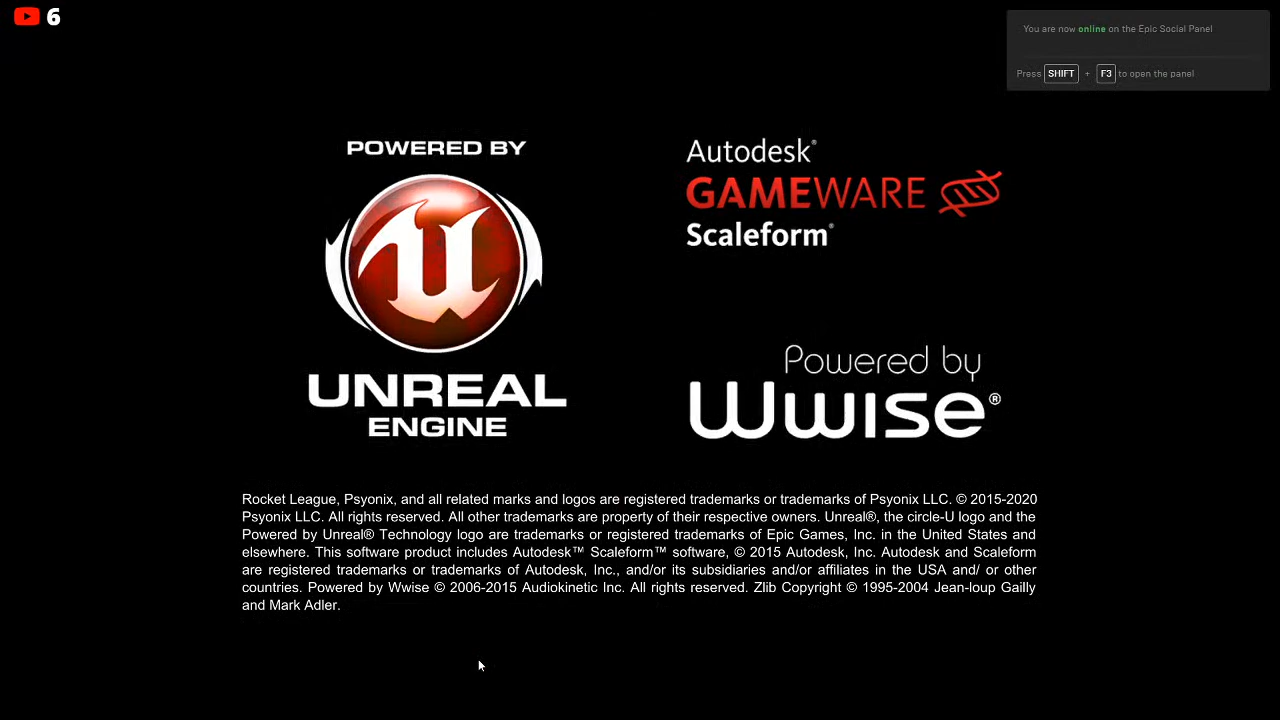 6
You are now online on the Epic Social Panel
Press SHIFT + F3 to open the panel
POWERED BY
UNREAL
ENGINE
Autodesk®
GAMEWARE
Scaleform®
Powered by
Wwise®
Rocket League, Psyonix, and all related marks and logos are registered trademarks or trademarks of Psyonix LLC. © 2015-2020
Psyonix LLC. All rights reserved. All other trademarks are property of their respective owners. Unreal®, the circle-U logo and the
Powered by Unreal® Technology logo are trademarks or registered trademarks of Epic Games, Inc. in the United States and
elsewhere. This software product includes Autodesk™ Scaleform™ software, © 2015 Autodesk, Inc. Autodesk and Scaleform
are registered trademarks or trademarks of Autodesk, Inc., and/or its subsidiaries and/or affiliates in the USA and/ or other
countries. Powered by Wwise © 2006-2015 Audiokinetic Inc. All rights reserved. Zlib Copyright © 1995-2004 Jean-loup Gailly
and Mark Adler.